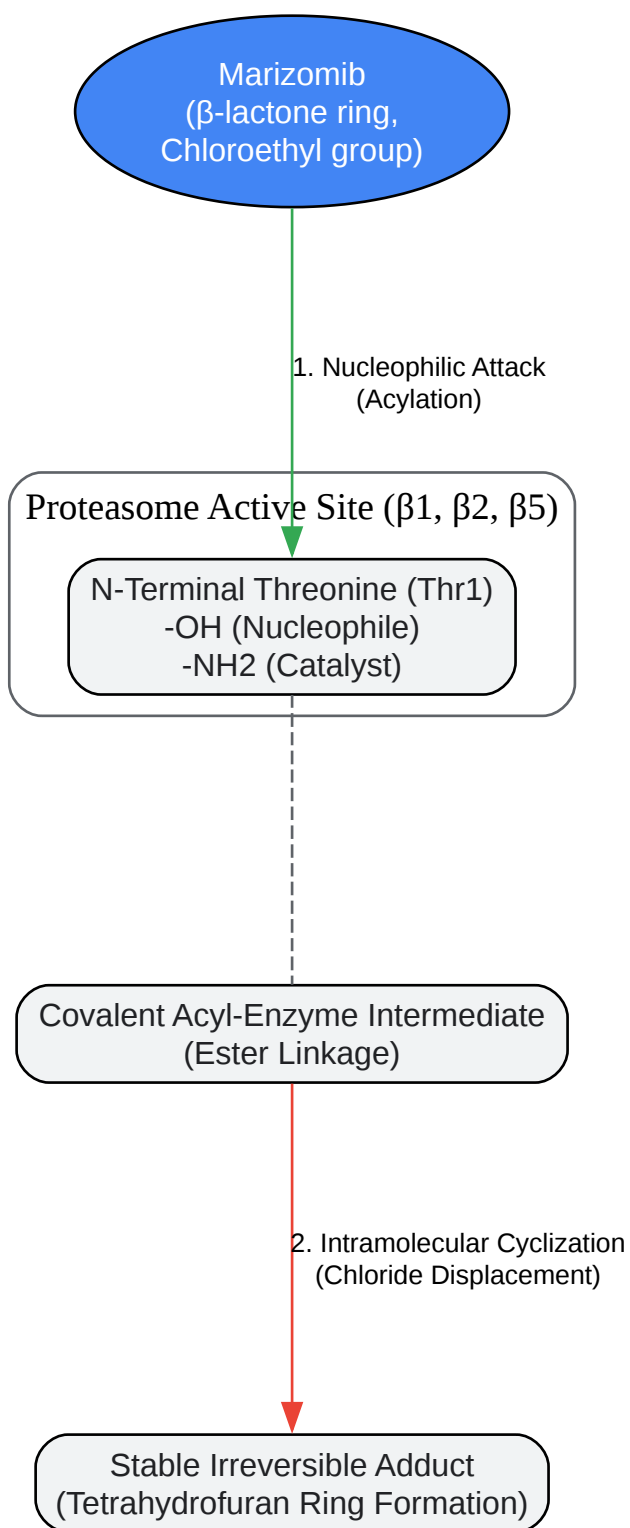 Marizomib
(β-lactone ring,
Chloroethyl group)
1. Nucleophilic Attack
(Acylation)
Proteasome Active Site (β1, β2, β5)
N-Terminal Threonine (Thr1)
-OH (Nucleophile)
-NH2 (Catalyst)
Covalent Acyl-Enzyme Intermediate
(Ester Linkage)
2. Intramolecular Cyclization
(Chloride Displacement)
Stable Irreversible Adduct
(Tetrahydrofuran Ring Formation)